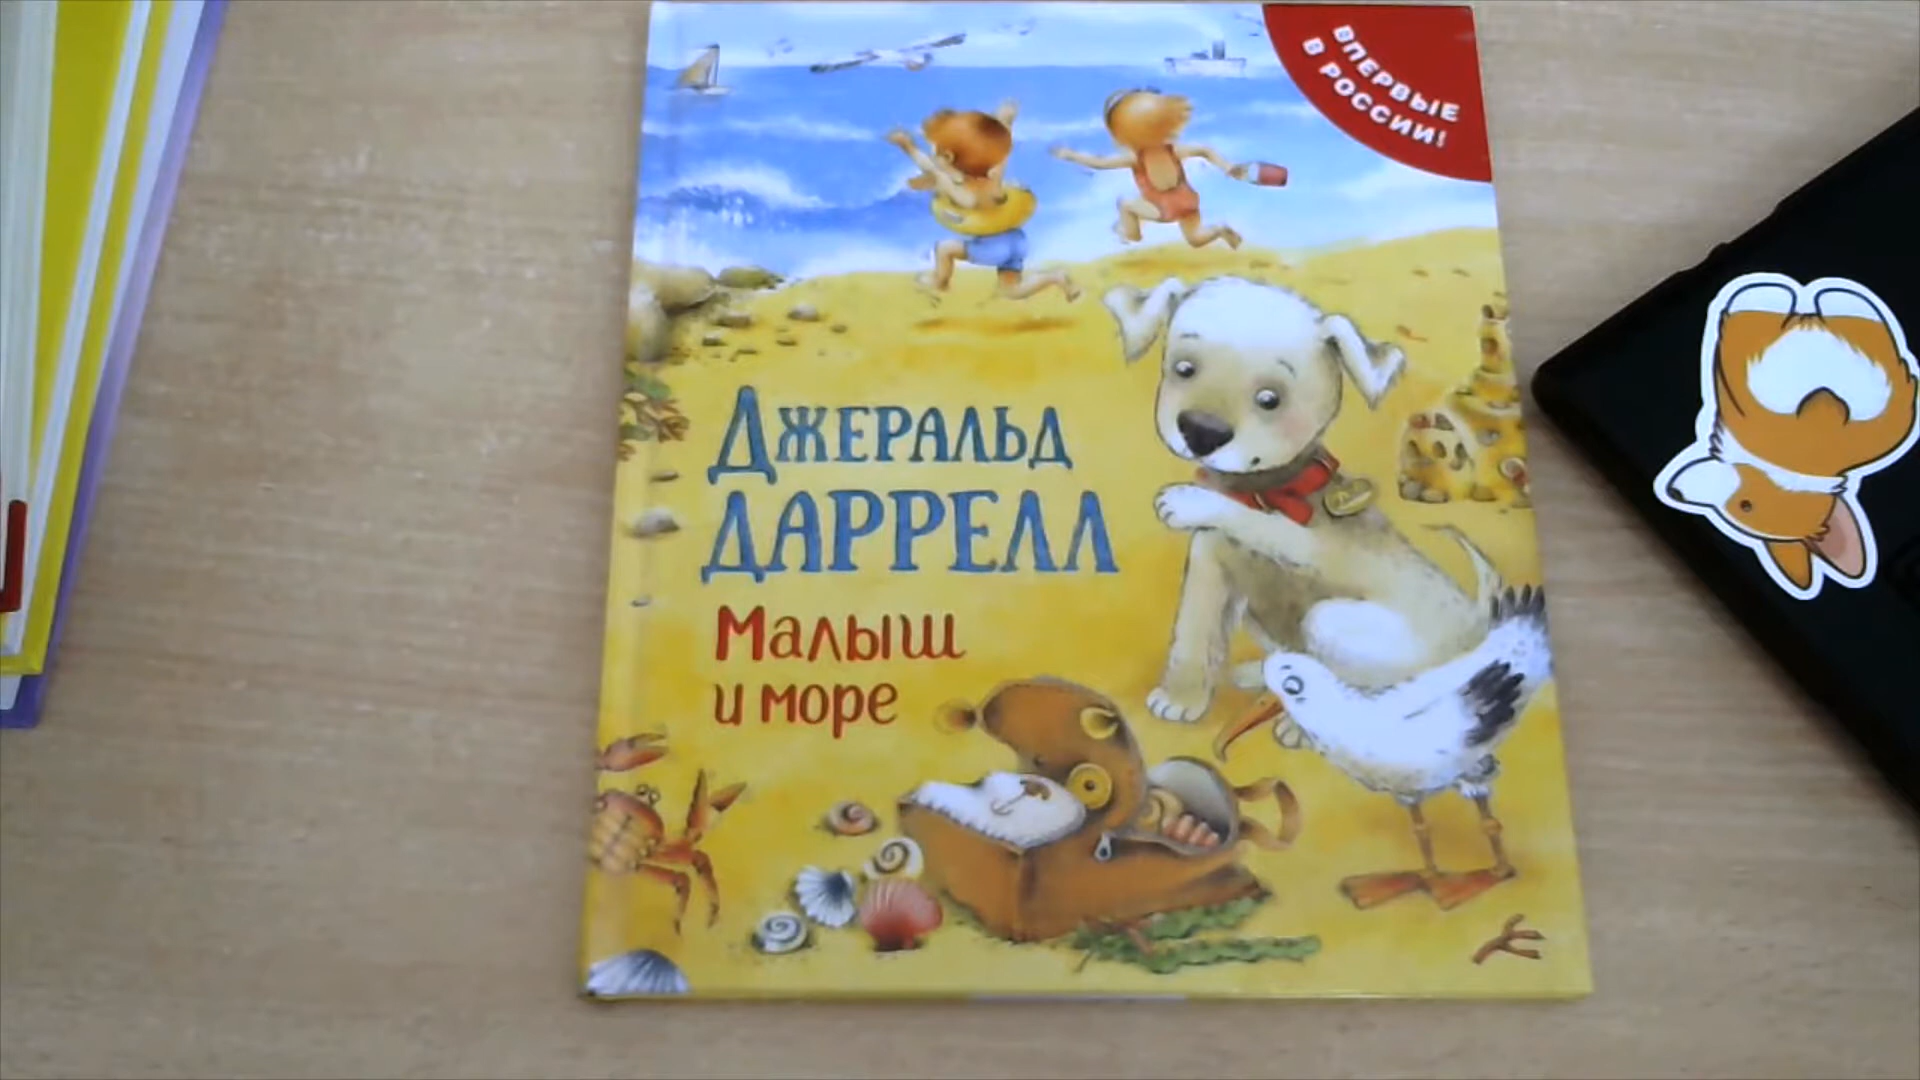 ВПЕРВЫЕ
В РОССИИ!
ДЖЕРАЛЬД
ДАРРЕЛЛ
Малыш
и море